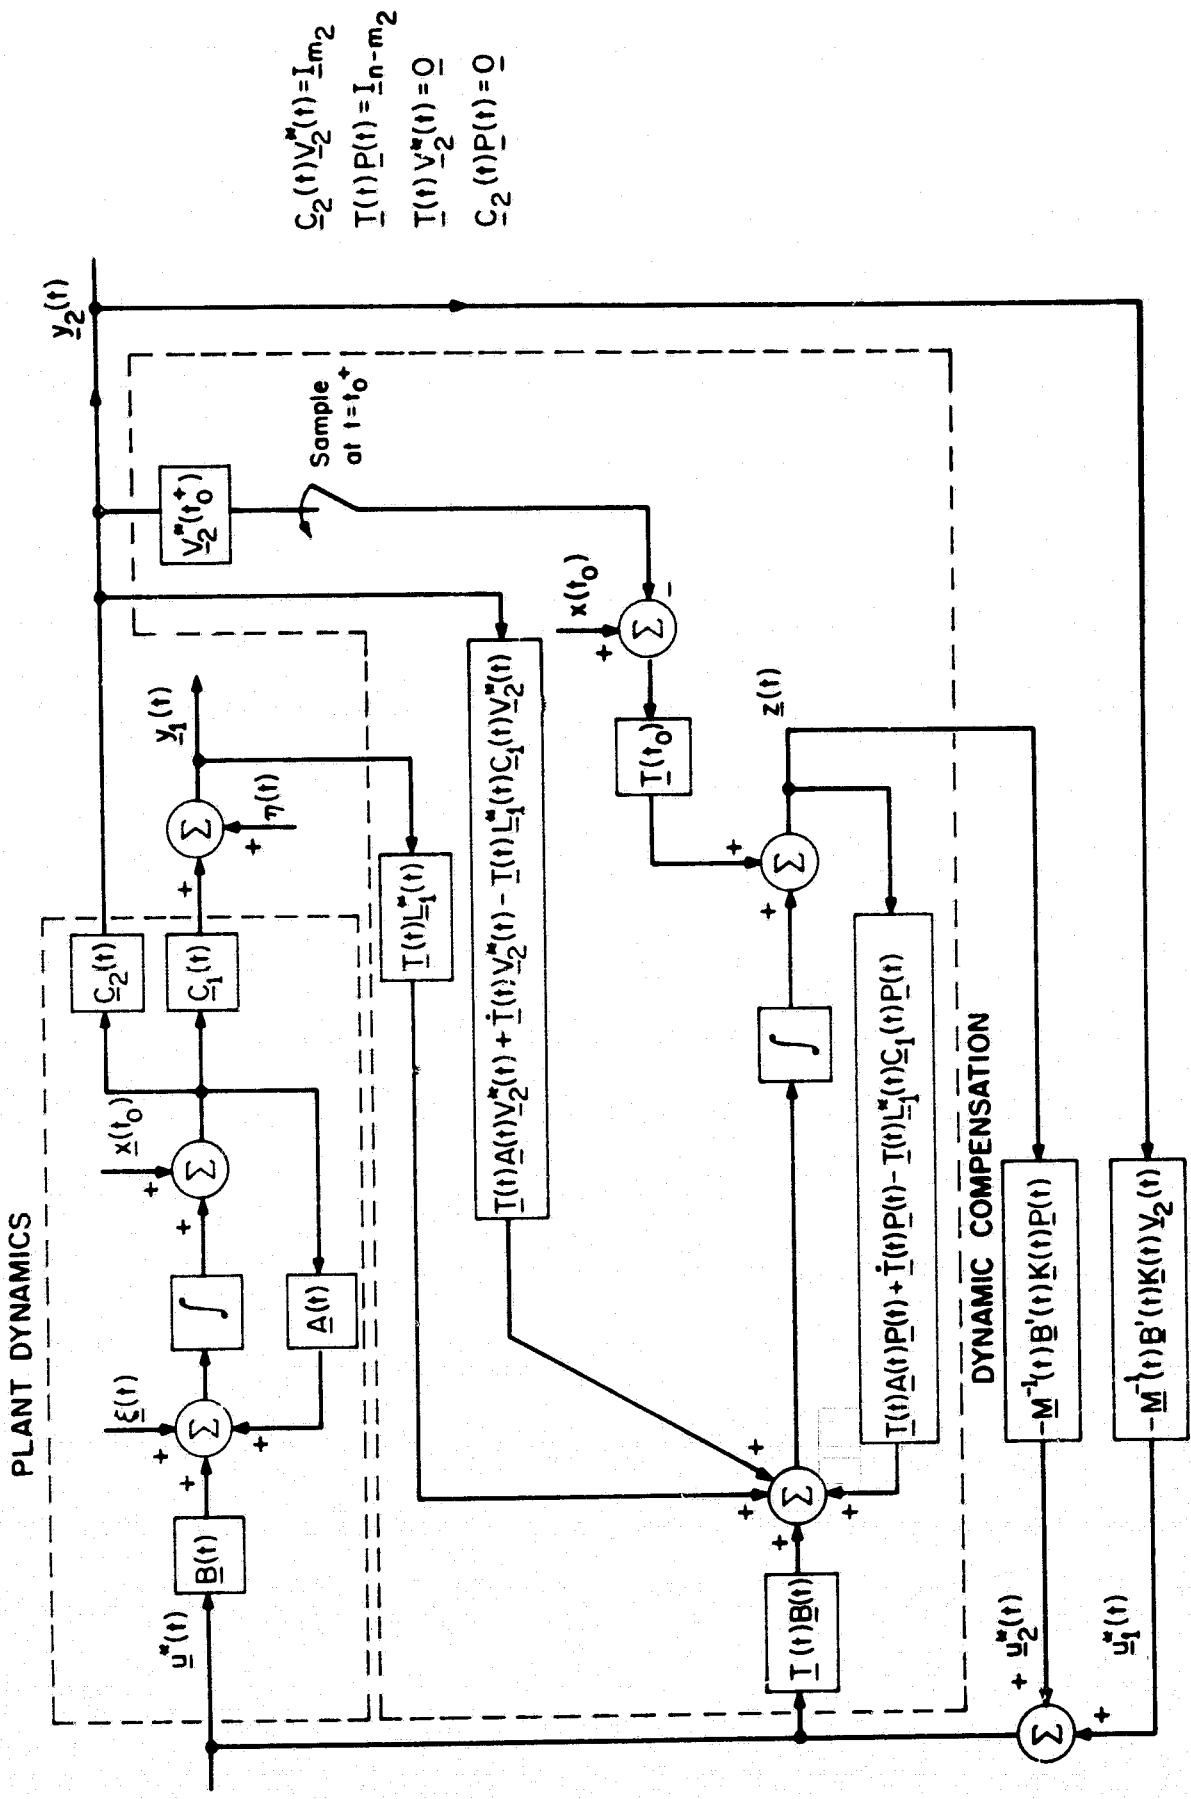 PLANT DYNAMICS
u*(t)
B(t)
+
+
+
ξ(t)
Σ
∫
A(t)
+
+
x(t₀)
Σ
C₂(t)
C₁(t)
+
+
η(t)
Σ
y₁(t)
y₂(t)
V₂*(t₀⁺)
Sample
at t=t₀⁺
C₂(t)V₂*(t)=Iₘ₂
T(t)P(t)=Iₙ₋ₘ₂
T(t)V₂*(t)=0
C₂(t)P(t)=0
T(t)L₁*(t)
T(t)A(t)V₂*(t)+Ṫ(t)V₂*(t)-T(t)L₁*(t)C₁(t)V₂*(t)
x(t₀)
+
-
Σ
T(t₀)
T(t)B(t)
+
+
+
+
Σ
∫
+
+
Σ
z(t)
T(t)A(t)P(t)+Ṫ(t)P(t)-T(t)L₁*(t)C₁(t)P(t)
DYNAMIC COMPENSATION
-M⁻¹(t)B'(t)K(t)P(t)
-M⁻¹(t)B'(t)K(t)V₂(t)
+
u₂*(t)
+
u₁*(t)
Σ